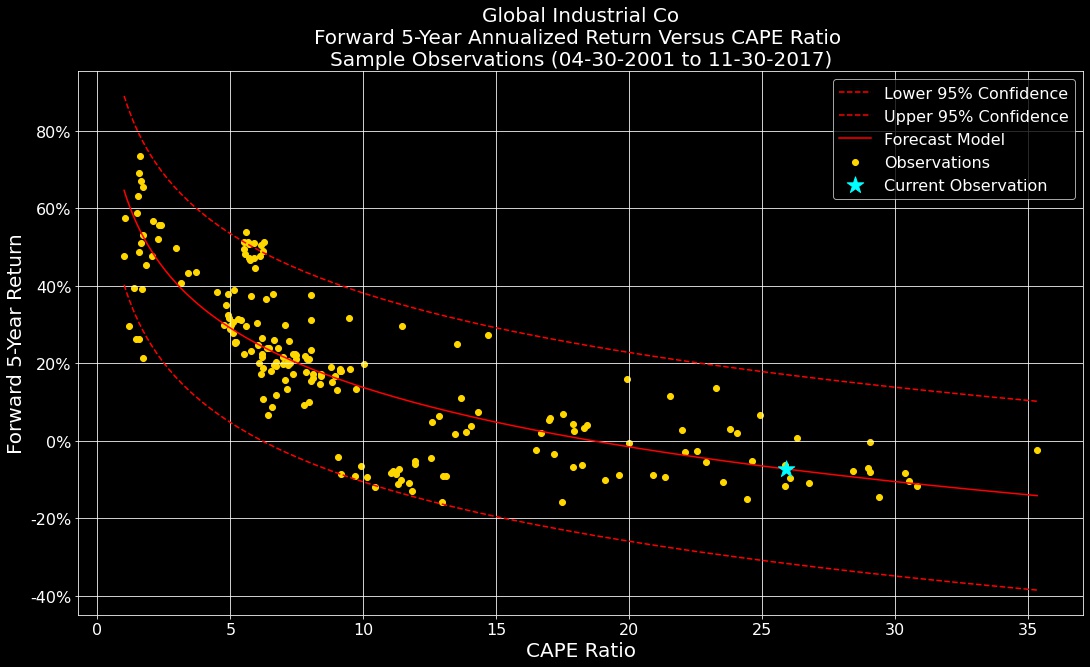 Global Industrial Co
Forward 5-Year Annualized Return Versus CAPE Ratio
Sample Observations (04-30-2001 to 11-30-2017)
Lower 95% Confidence
Upper 95% Confidence
Forecast Model
Observations
Current Observation
Forward 5-Year Return
80%
60%
40%
20%
0%
-20%
-40%
0 5 10 15 20 25 30 35
CAPE Ratio